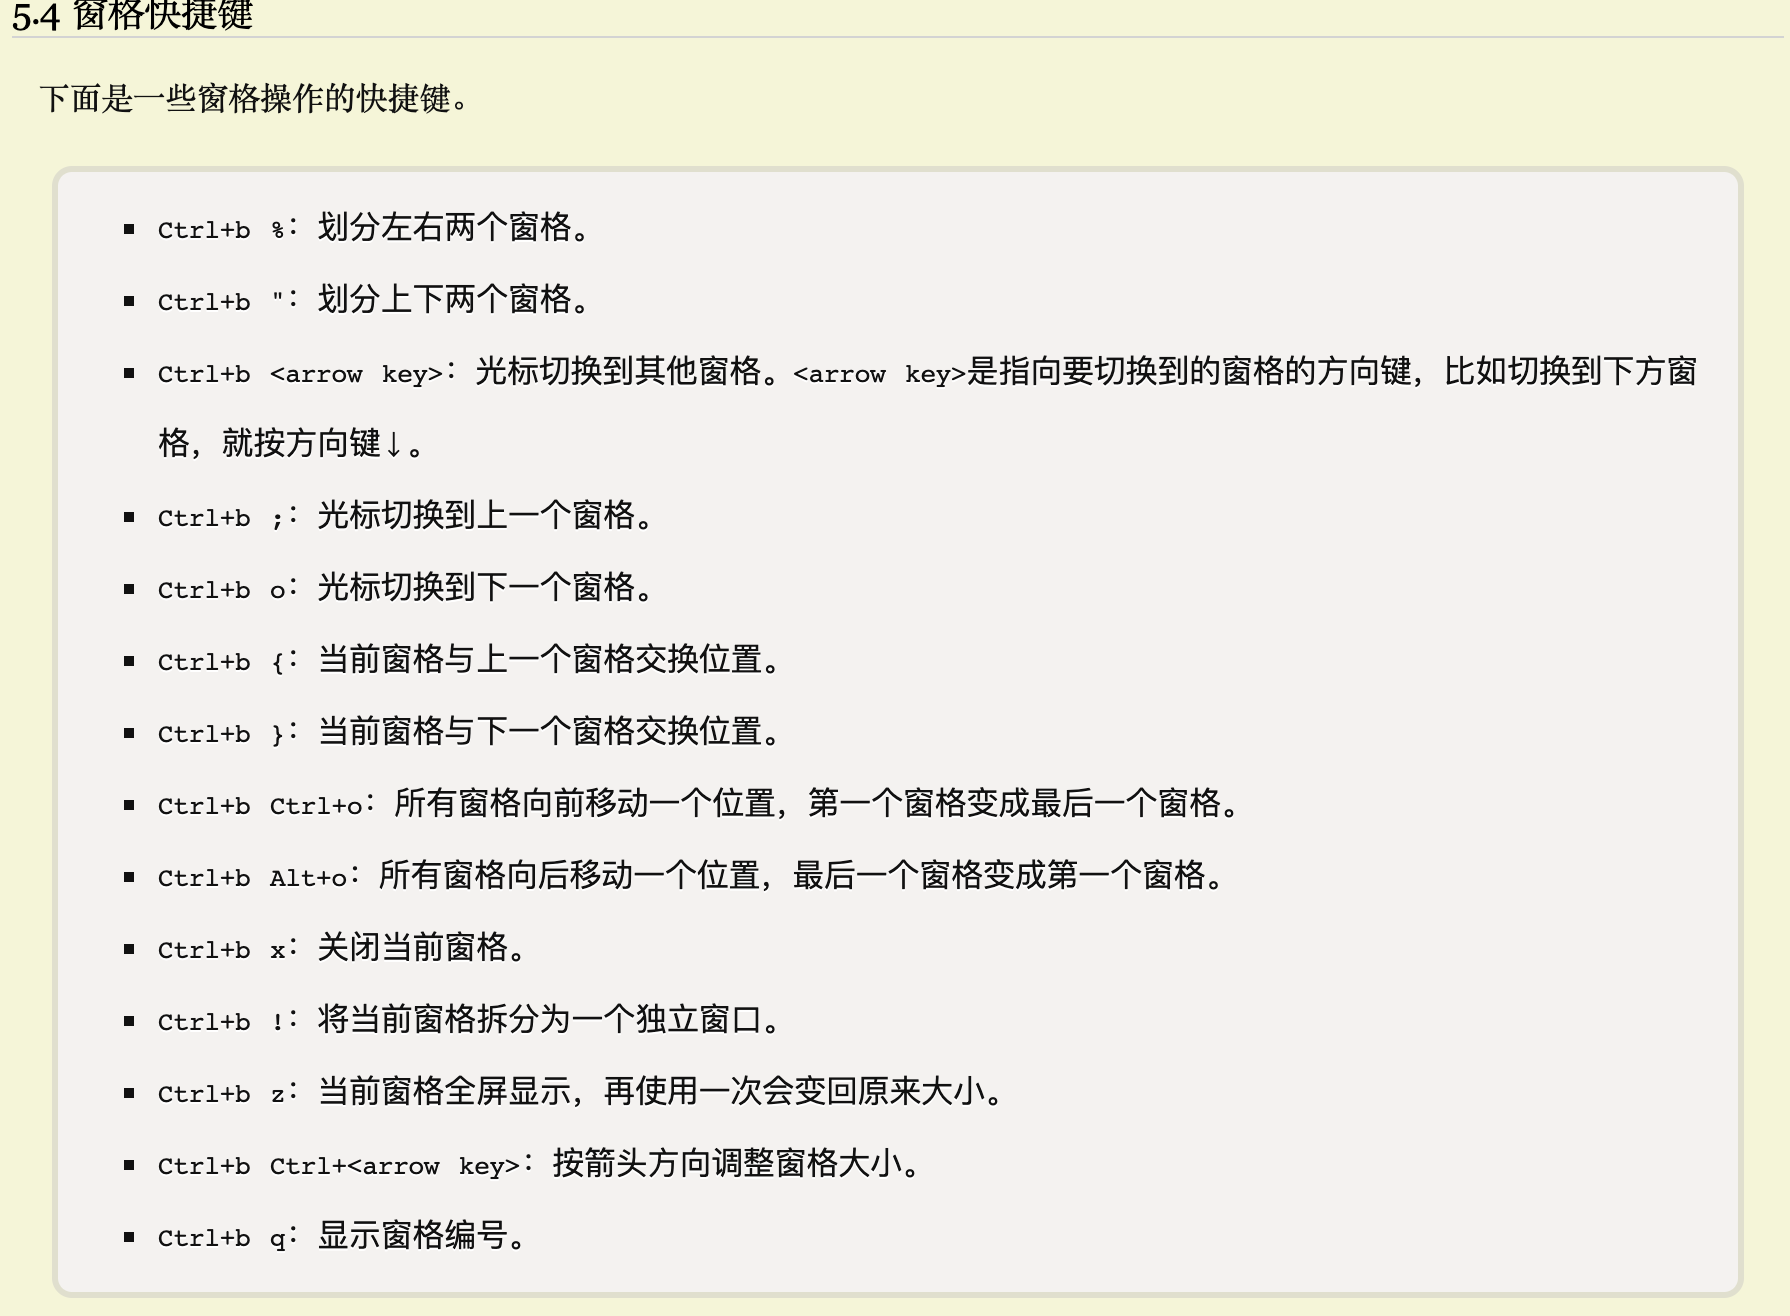 5.4 窗格快捷键
下面是一些窗格操作的快捷键。
Ctrl+b %：划分左右两个窗格。
Ctrl+b "：划分上下两个窗格。
Ctrl+b <arrow key>：光标切换到其他窗格。<arrow key>是指向要切换到的窗格的方向键，比如切换到下方窗
格，就按方向键↓。
Ctrl+b ;：光标切换到上一个窗格。
Ctrl+b o：光标切换到下一个窗格。
Ctrl+b {：当前窗格与上一个窗格交换位置。
Ctrl+b }：当前窗格与下一个窗格交换位置。
Ctrl+b Ctrl+o：所有窗格向前移动一个位置，第一个窗格变成最后一个窗格。
Ctrl+b Alt+o：所有窗格向后移动一个位置，最后一个窗格变成第一个窗格。
Ctrl+b x：关闭当前窗格。
Ctrl+b !：将当前窗格拆分为一个独立窗口。
Ctrl+b z：当前窗格全屏显示，再使用一次会变回原来大小。
Ctrl+b Ctrl+<arrow key>：按箭头方向调整窗格大小。
Ctrl+b q：显示窗格编号。